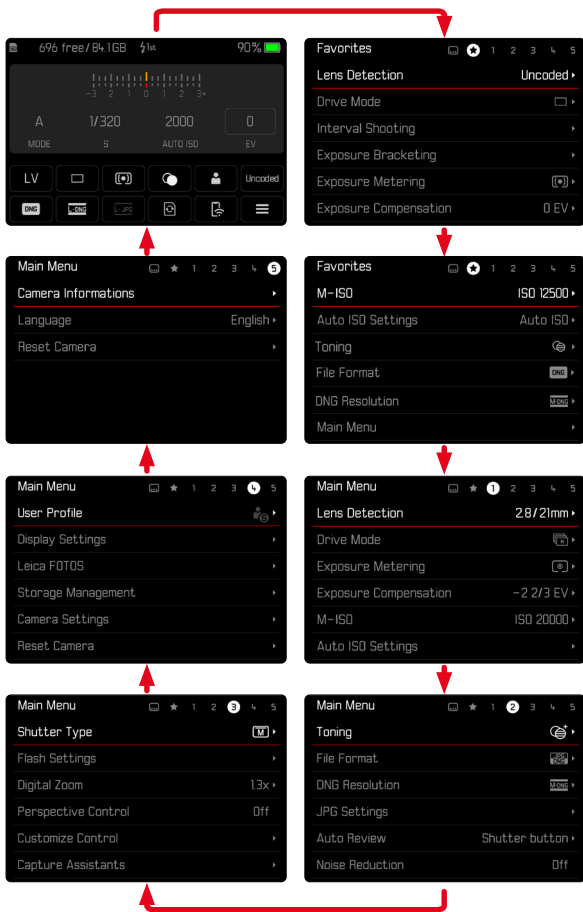 696 free/84.1GB 1st 90%
-3 2 1 0 1 2 3+
A 1/320 2000 0
MODE S AUTO ISO EV
LV Uncoded
DNG L-DNG L-JPG
Favorites 1 2 3 4 5
Lens Detection Uncoded
Drive Mode
Interval Shooting
Exposure Bracketing
Exposure Metering
Exposure Compensation 0 EV
Main Menu 1 2 3 4 5
Camera Informations
Language English
Reset Camera
Favorites 1 2 3 4 5
M-ISO ISO 12500
Auto ISO Settings Auto ISO
Toning
File Format DNG
DNG Resolution M-DNG
Main Menu
Main Menu 1 2 3 4 5
User Profile
Display Settings
Leica FOTOS
Storage Management
Camera Settings
Reset Camera
Main Menu 1 2 3 4 5
Lens Detection 2.8/21mm
Drive Mode
Exposure Metering
Exposure Compensation -2 2/3 EV
M-ISO ISO 20000
Auto ISO Settings
Main Menu 1 2 3 4 5
Shutter Type M
Flash Settings
Digital Zoom 1.3x
Perspective Control Off
Customize Control
Capture Assistants
Main Menu 1 2 3 4 5
Toning
File Format JPG DNG
DNG Resolution M-DNG
JPG Settings
Auto Review Shutter button
Noise Reduction Off